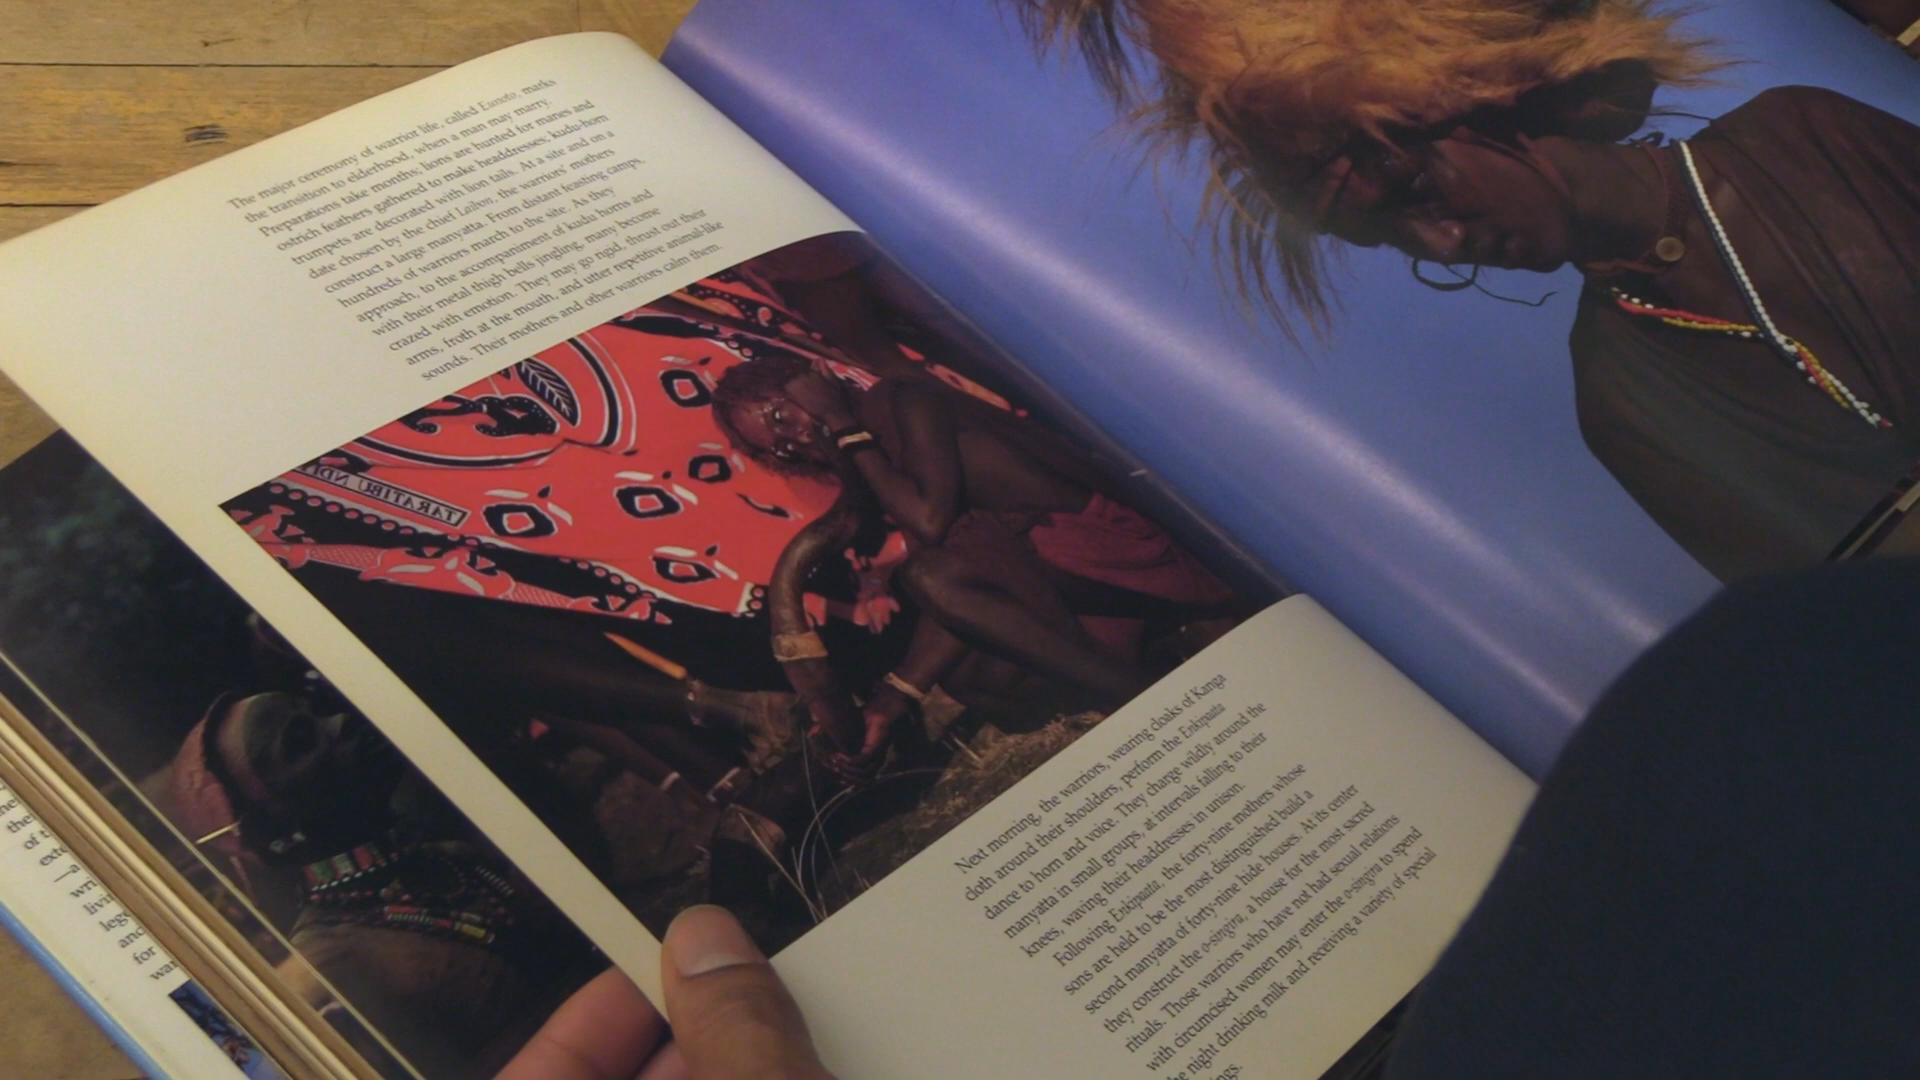 The major ceremony of warrior life, called Eunoto, marks
the transition to elderhood, when a man may marry.
Preparations take months; lions are hunted for manes and
ostrich feathers gathered to make headdresses; kudu-horn
trumpets are decorated with lion tails. At a site and on a
date chosen by the chief Laibon, the warriors' mothers
construct a large manyatta. From distant feasting camps,
hundreds of warriors march to the site. As they
approach, to the accompaniment of kudu horns and
with their metal thigh bells jingling, many become
crazed with emotion. They may go rigid, thrust out their
arms, froth at the mouth, and utter repetitive animal-like
sounds. Their mothers and other warriors calm them.
TARATIBU
Next morning, the warriors, wearing cloaks of Kanga
cloth around their shoulders, perform the Enkipaata
dance to horn and voice. They charge wildly around the
manyatta in small groups, at intervals falling to their
knees, waving their headdresses in unison.
Following Enkipaata, the forty-nine mothers whose
sons are held to be the most distinguished build a
second manyatta of forty-nine hide houses. At its center
they construct the o-singira, a house for the most sacred
rituals. Those warriors who have not had sexual relations
with circumcised women may enter the o-singira to spend
the night drinking milk and receiving a variety of special
of t
—a
wri
livin
lege
and
for
wa